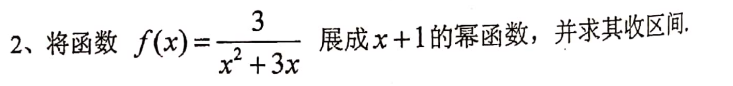 2、将函数 f(x)=3/(x²+3x) 展成x+1的幂函数，并求其收区间.